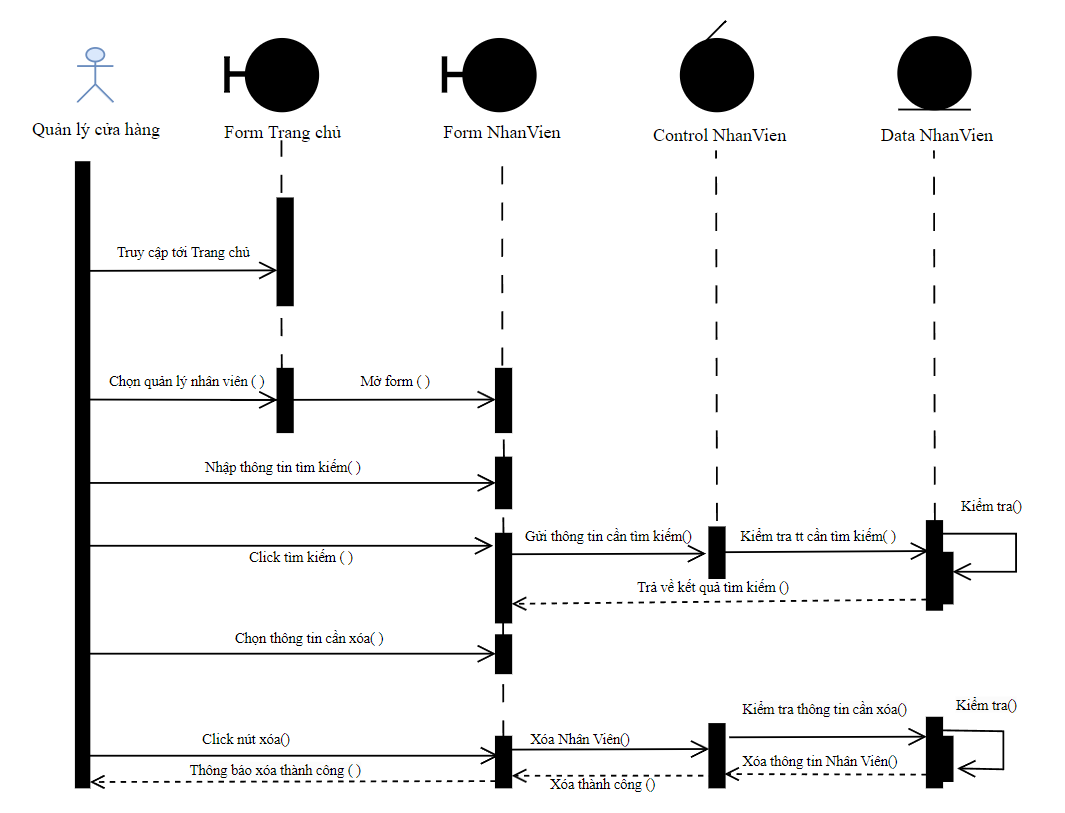 Quản lý cửa hàng
Form Trang chủ
Form NhanVien
Control NhanVien
Data NhanVien
Truy cập tới Trang chủ
Chọn quản lý nhân viên ( )
Mở form ( )
Nhập thông tin tìm kiếm( )
Kiểm tra()
Click tìm kiếm ( )
Gửi thông tin cần tìm kiếm()
Kiểm tra tt cần tìm kiếm( )
Trả về kết quả tìm kiếm ()
Chọn thông tin cần xóa( )
Kiểm tra thông tin cần xóa()
Kiểm tra()
Click nút xóa()
Xóa Nhân Viên()
Xóa thông tin Nhân Viên()
Thông báo xóa thành công ( )
Xóa thành công ()